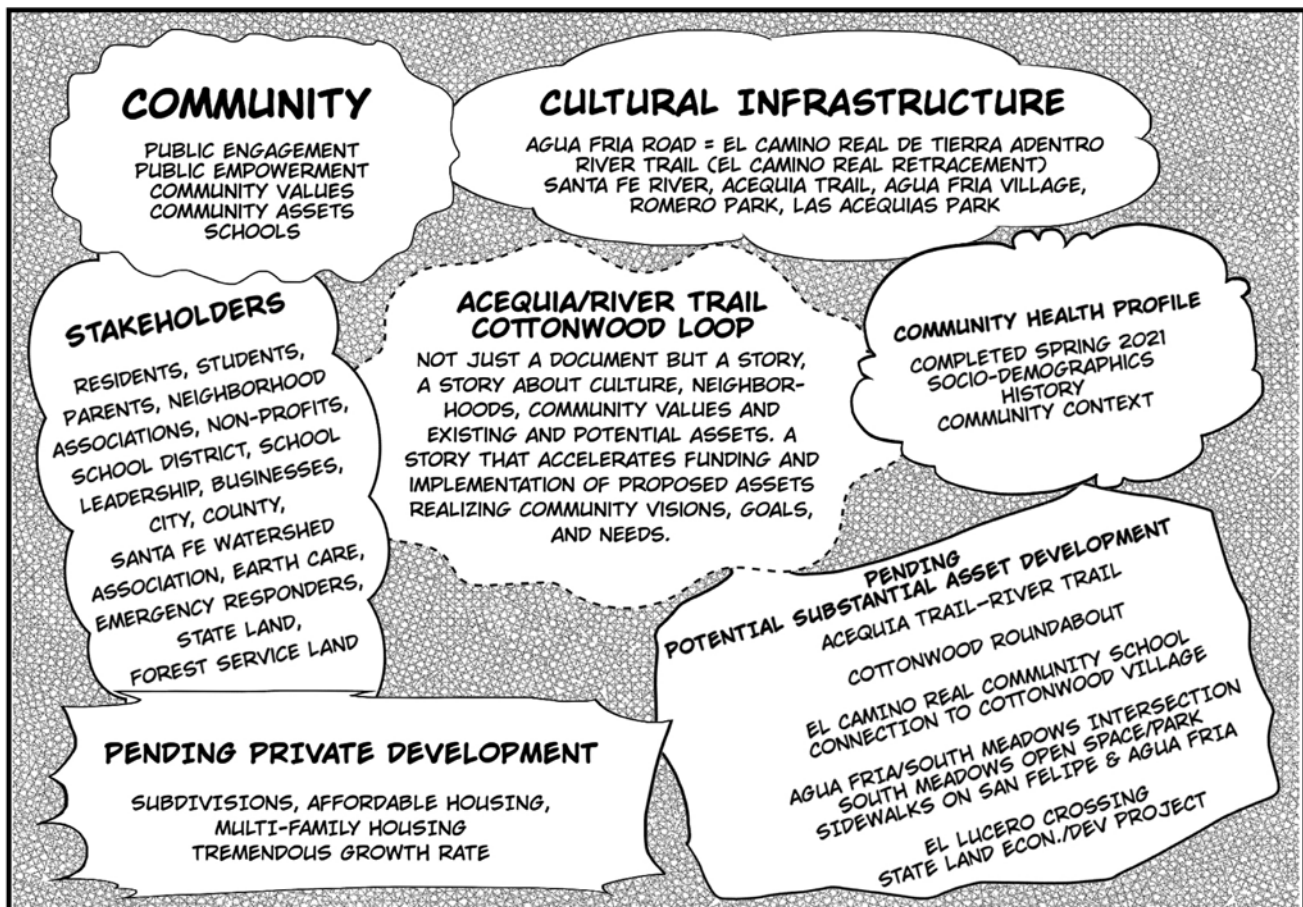 COMMUNITY
PUBLIC ENGAGEMENT
PUBLIC EMPOWERMENT
COMMUNITY VALUES
COMMUNITY ASSETS
SCHOOLS
CULTURAL INFRASTRUCTURE
AGUA FRIA ROAD = EL CAMINO REAL DE TIERRA ADENTRO
RIVER TRAIL (EL CAMINO REAL RETRACEMENT)
SANTA FE RIVER, ACEQUIA TRAIL, AGUA FRIA VILLAGE,
ROMERO PARK, LAS ACEQUIAS PARK
STAKEHOLDERS
RESIDENTS, STUDENTS,
PARENTS, NEIGHBORHOOD
ASSOCIATIONS, NON-PROFITS,
SCHOOL DISTRICT, SCHOOL
LEADERSHIP, BUSINESSES,
CITY, COUNTY,
SANTA FE WATERSHED
ASSOCIATION, EARTH CARE,
EMERGENCY RESPONDERS,
STATE LAND,
FOREST SERVICE LAND
ACEQUIA/RIVER TRAIL
COTTONWOOD LOOP
NOT JUST A DOCUMENT BUT A STORY,
A STORY ABOUT CULTURE, NEIGHBOR-
HOODS, COMMUNITY VALUES AND
EXISTING AND POTENTIAL ASSETS. A
STORY THAT ACCELERATES FUNDING AND
IMPLEMENTATION OF PROPOSED ASSETS
REALIZING COMMUNITY VISIONS, GOALS,
AND NEEDS.
COMMUNITY HEALTH PROFILE
COMPLETED SPRING 2021
SOCIO-DEMOGRAPHICS
HISTORY
COMMUNITY CONTEXT
PENDING
POTENTIAL SUBSTANTIAL ASSET DEVELOPMENT
ACEQUIA TRAIL-RIVER TRAIL
COTTONWOOD ROUNDABOUT
EL CAMINO REAL COMMUNITY SCHOOL
CONNECTION TO COTTONWOOD VILLAGE
AGUA FRIA/SOUTH MEADOWS INTERSECTION
SOUTH MEADOWS OPEN SPACE/PARK
SIDEWALKS ON SAN FELIPE & AGUA FRIA
EL LUCERO CROSSING
STATE LAND ECON./DEV PROJECT
PENDING PRIVATE DEVELOPMENT
SUBDIVISIONS, AFFORDABLE HOUSING,
MULTI-FAMILY HOUSING
TREMENDOUS GROWTH RATE